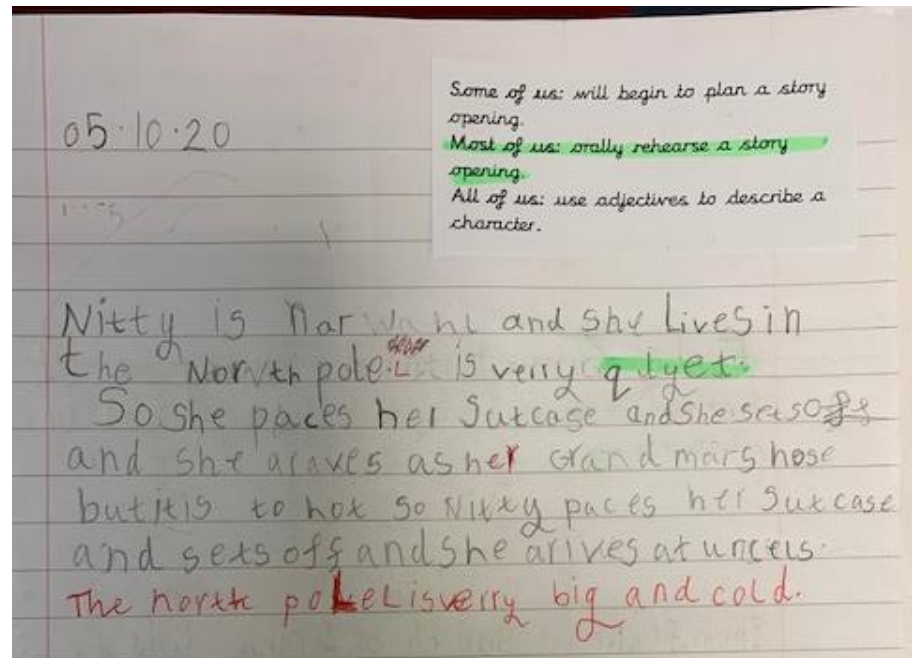 05.10.20
Some of us: will begin to plan a story
opening.
Most of us: orally rehearse a story
opening.
All of us: use adjectives to describe a
character.
Nitty is narwahl and she Lives in
the North pole. is verry qiyet.
So she paces her Sutcase and she sets off
and she araves as her Grand mars hose
but it is to hot so Nitty paces her Sutcase
and sets off and she arives at uncels.
The north poleL is verry big and cold.